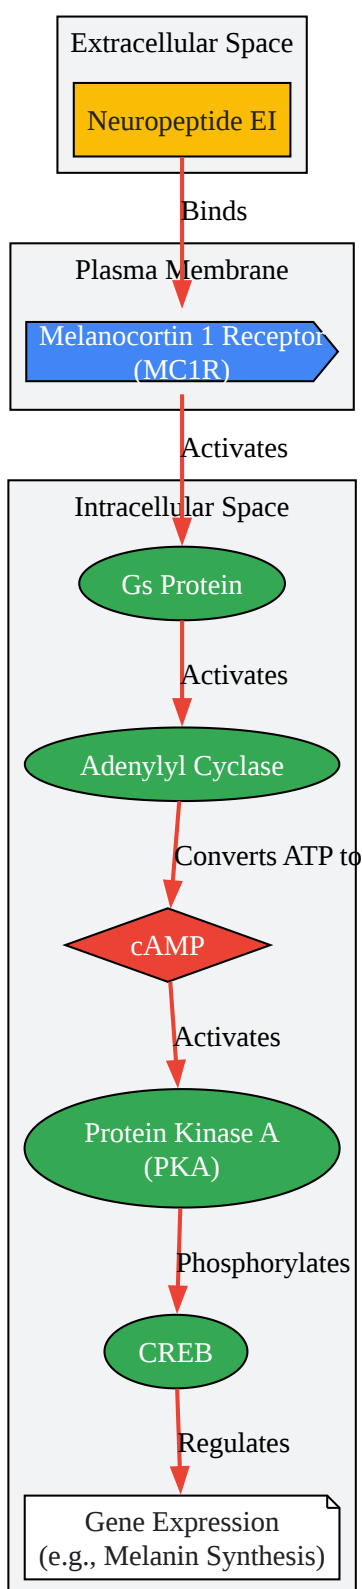 Extracellular Space
Neuropeptide EI
Binds
Plasma Membrane
Melanocortin 1 Receptor
(MC1R)
Activates
Intracellular Space
Gs Protein
Activates
Adenylyl Cyclase
Converts ATP to
cAMP
Activates
Protein Kinase A
(PKA)
Phosphorylates
CREB
Regulates
Gene Expression
(e.g., Melanin Synthesis)